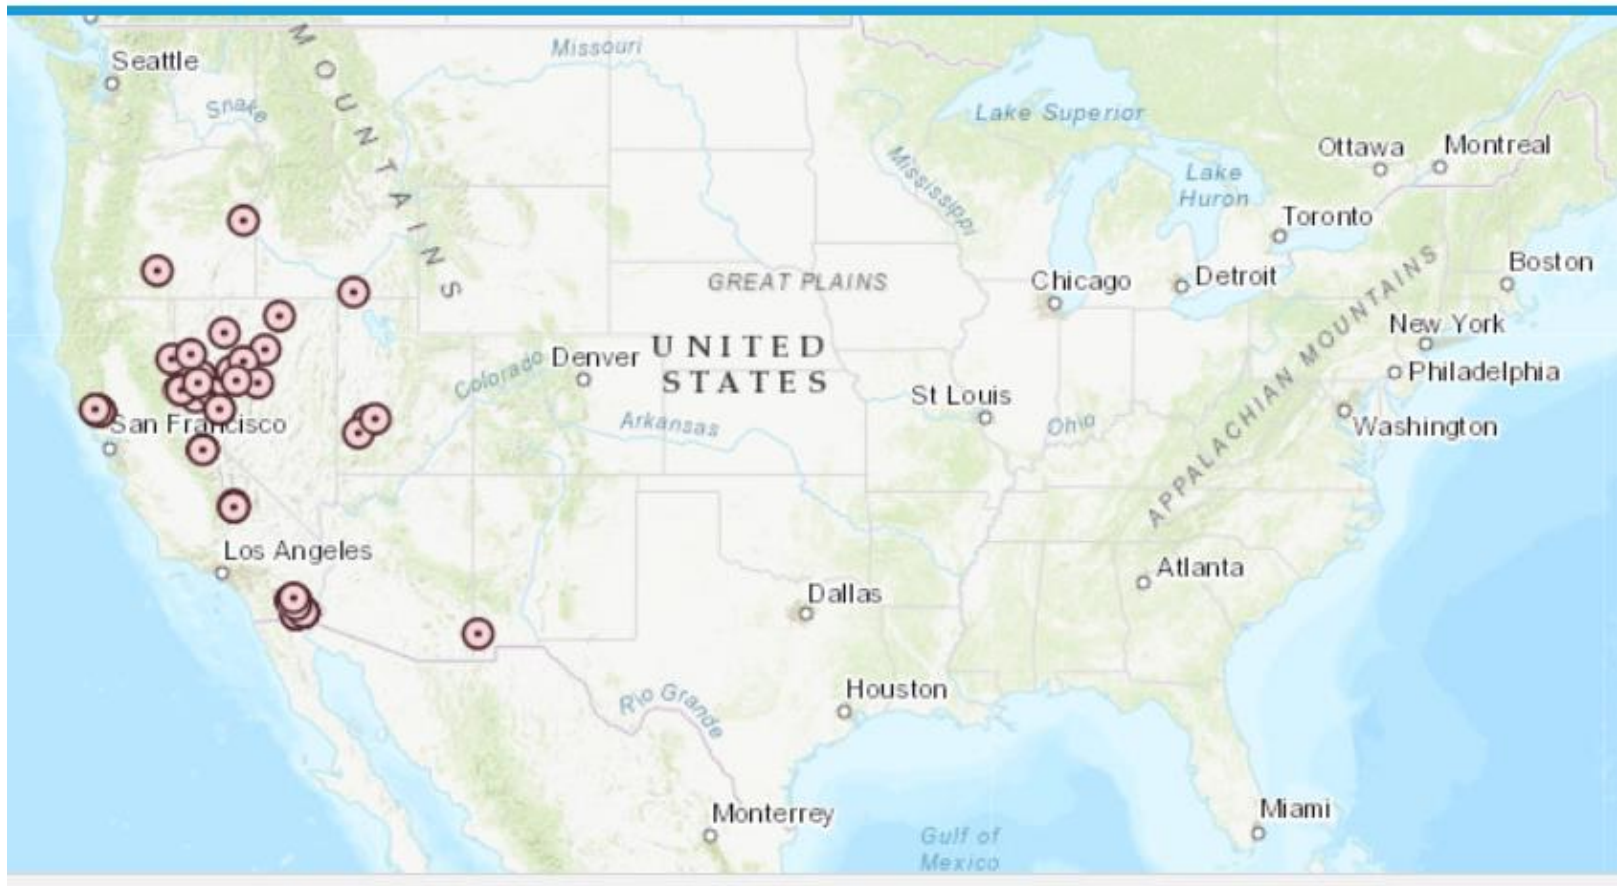 Seattle
MOUNTAINS
Missouri
Snake
Lake Superior
Mississippi
Ottawa
Montreal
Lake
Huron
Toronto
Boston
GREAT PLAINS
Chicago
Detroit
APPALACHIAN MOUNTAINS
New York
UNITED
STATES
Denver
Colorado
Philadelphia
St Louis
Arkansas
Ohio
Washington
San Francisco
Los Angeles
Dallas
Atlanta
Houston
Rio Grande
Monterrey
Miami
Gulf of
Mexico